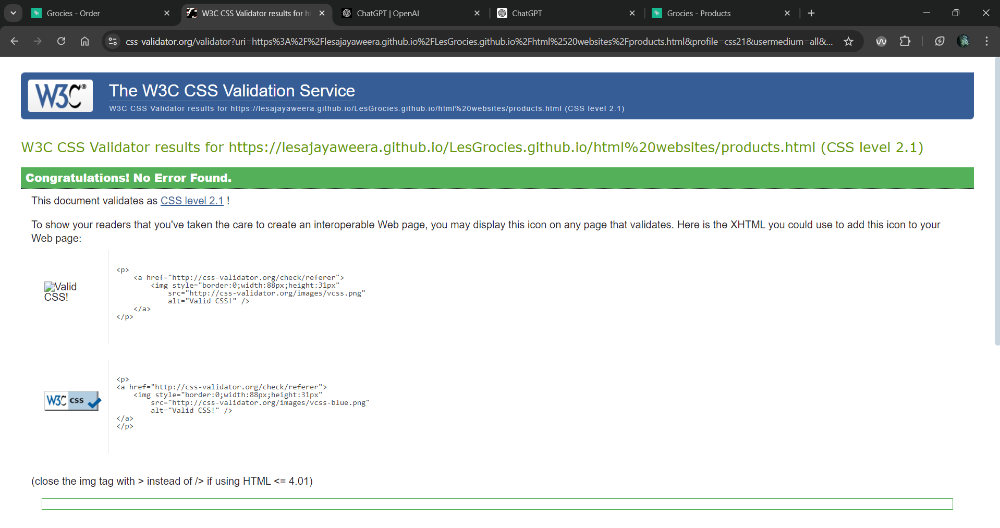 Grocies - Order
W3C CSS Validator results for h
ChatGPT | OpenAI
ChatGPT
Grocies - Products
css-validator.org/validator?uri=https%3A%2F%2Flesajayaweera.github.io%2FLesGrocies.github.io%2Fhtml%2520websites%2Fproducts.html&profile=css21&usermedium=all&...
W3C®
The W3C CSS Validation Service
W3C CSS Validator results for https://lesajayaweera.github.io/LesGrocies.github.io/html%20websites/products.html (CSS level 2.1)
W3C CSS Validator results for https://lesajayaweera.github.io/LesGrocies.github.io/html%20websites/products.html (CSS level 2.1)
Congratulations! No Error Found.
This document validates as CSS level 2.1 !
To show your readers that you've taken the care to create an interoperable Web page, you may display this icon on any page that validates. Here is the XHTML you could use to add this icon to your
Web page:
Valid
CSS!
<p>
<a href="http://css-validator.org/check/referer">
<img style="border:0;width:88px;height:31px"
src="http://css-validator.org/images/vcss.png"
alt="Valid CSS!" />
</a>
</p>
W3C css
<p>
<a href="http://css-validator.org/check/referer">
<img style="border:0;width:88px;height:31px"
src="http://css-validator.org/images/vcss-blue.png"
alt="Valid CSS!" />
</a>
</p>
(close the img tag with > instead of /> if using HTML <= 4.01)